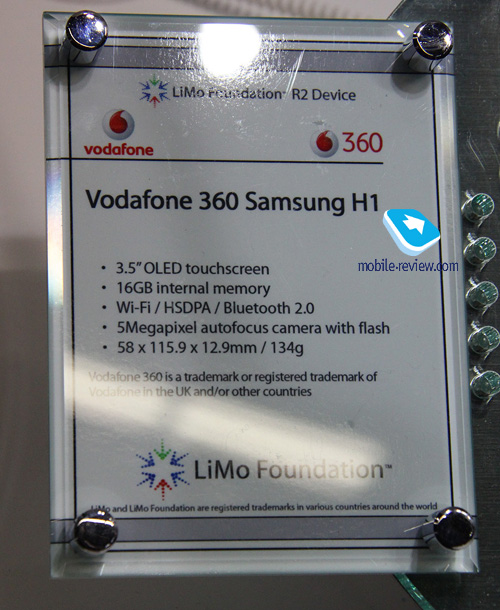 LiMo Foundation™ R2 Device
vodafone
360
Vodafone 360 Samsung H1
mobile-review.com
• 3.5" OLED touchscreen
• 16GB internal memory
• Wi-Fi / HSDPA / Bluetooth 2.0
• 5Megapixel autofocus camera with flash
• 58 x 115.9 x 12.9mm / 134g
Vodafone 360 is a trademark or registered trademark of
Vodafone in the UK and/or other countries
LiMo Foundation™
LiMo and LiMo Foundation are registered trademarks in various countries around the world